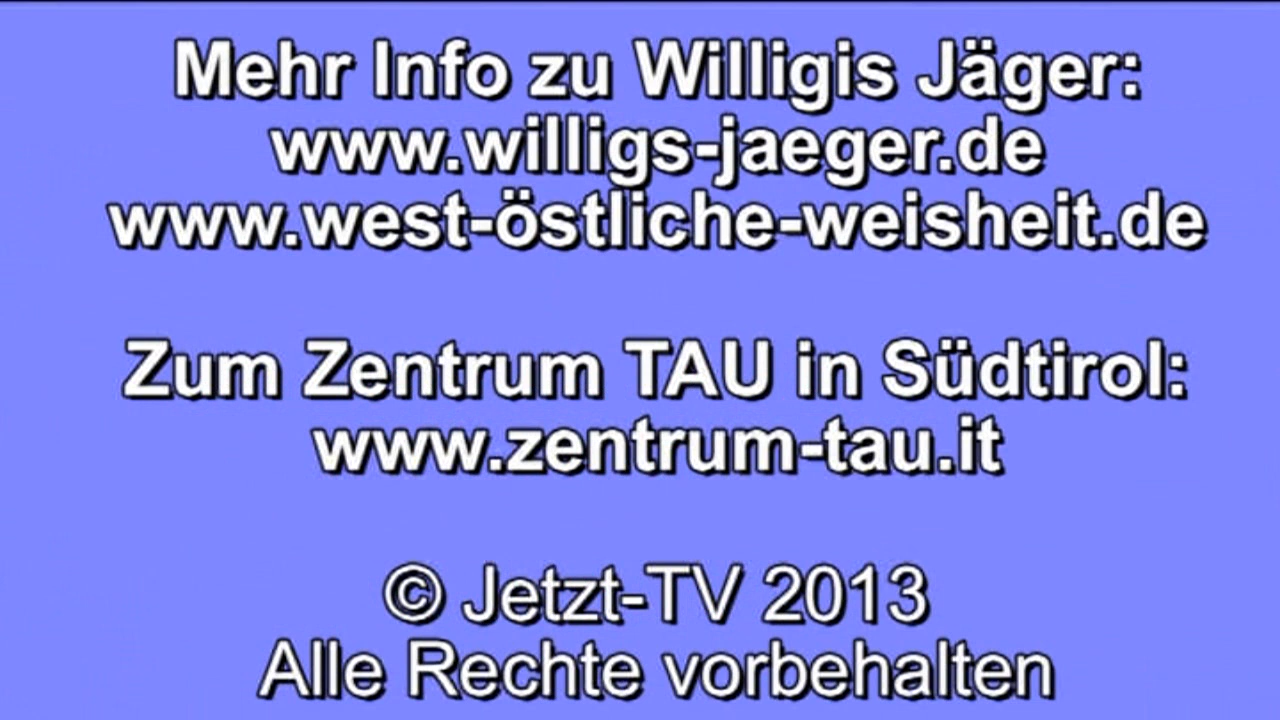 Mehr Info zu Willigis Jäger:
www.willigs-jaeger.de
www.west-östliche-weisheit.de
Zum Zentrum TAU in Südtirol:
www.zentrum-tau.it
© Jetzt-TV 2013
Alle Rechte vorbehalten